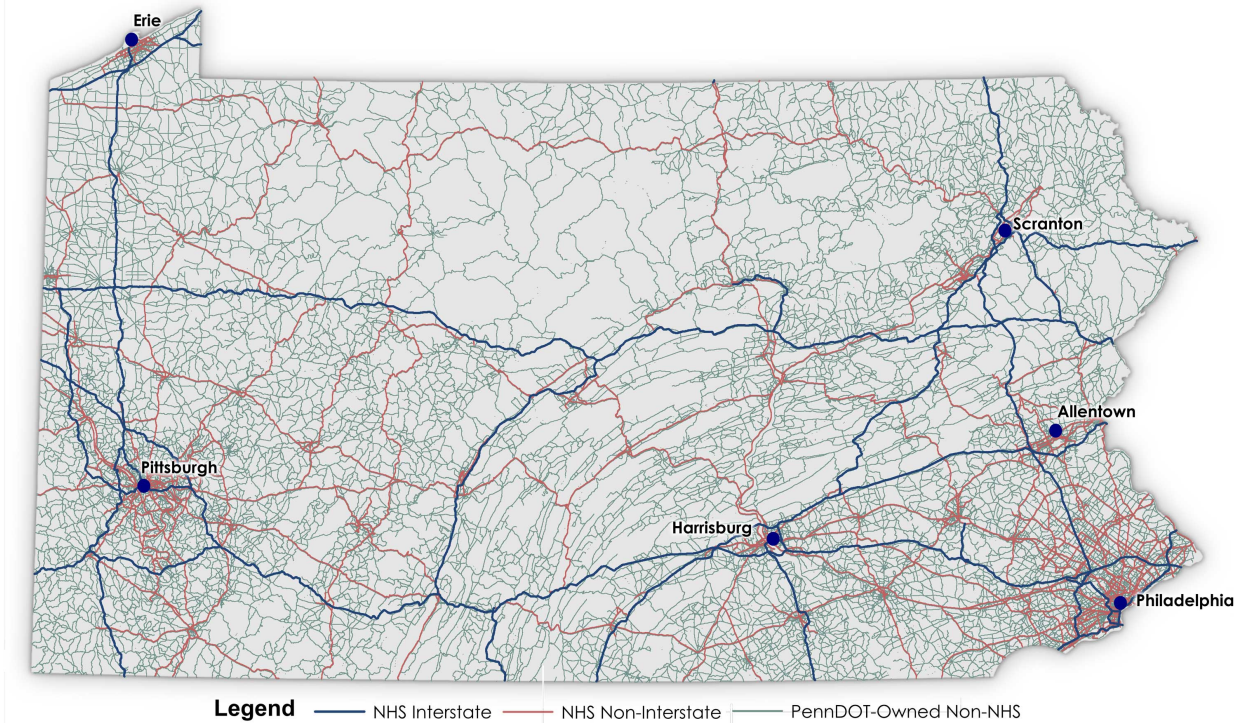 Erie
Scranton
Allentown
Pittsburgh
Harrisburg
Philadelphia
Legend NHS Interstate NHS Non-Interstate PennDOT-Owned Non-NHS